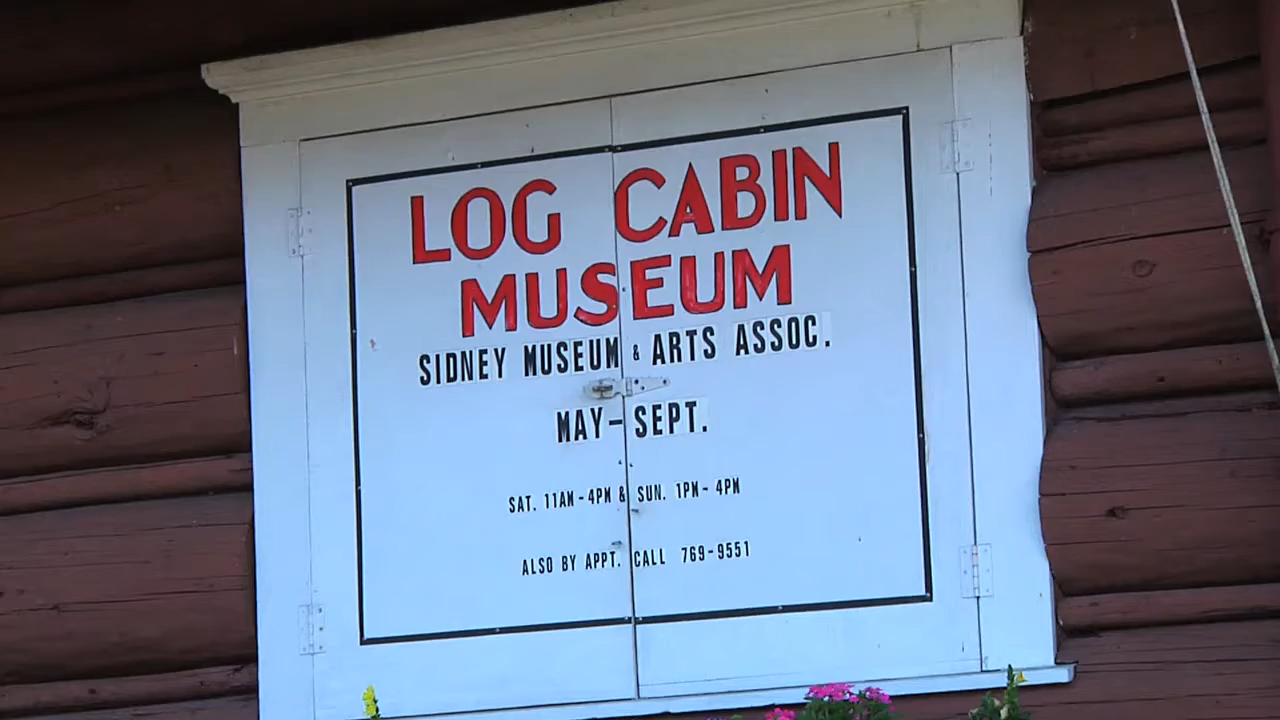 LOG CABIN
MUSEUM
SIDNEY MUSEUM & ARTS ASSOC.
MAY-SEPT.
SAT. 11AM-4PM & SUN. 1PM-4PM
ALSO BY APPT. CALL 769-9551